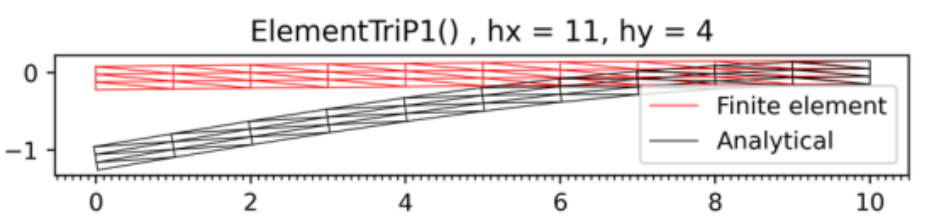 ElementTriP1() , hx = 11, hy = 4
0
−1
Finite element
Analytical
0 2 4 6 8 10